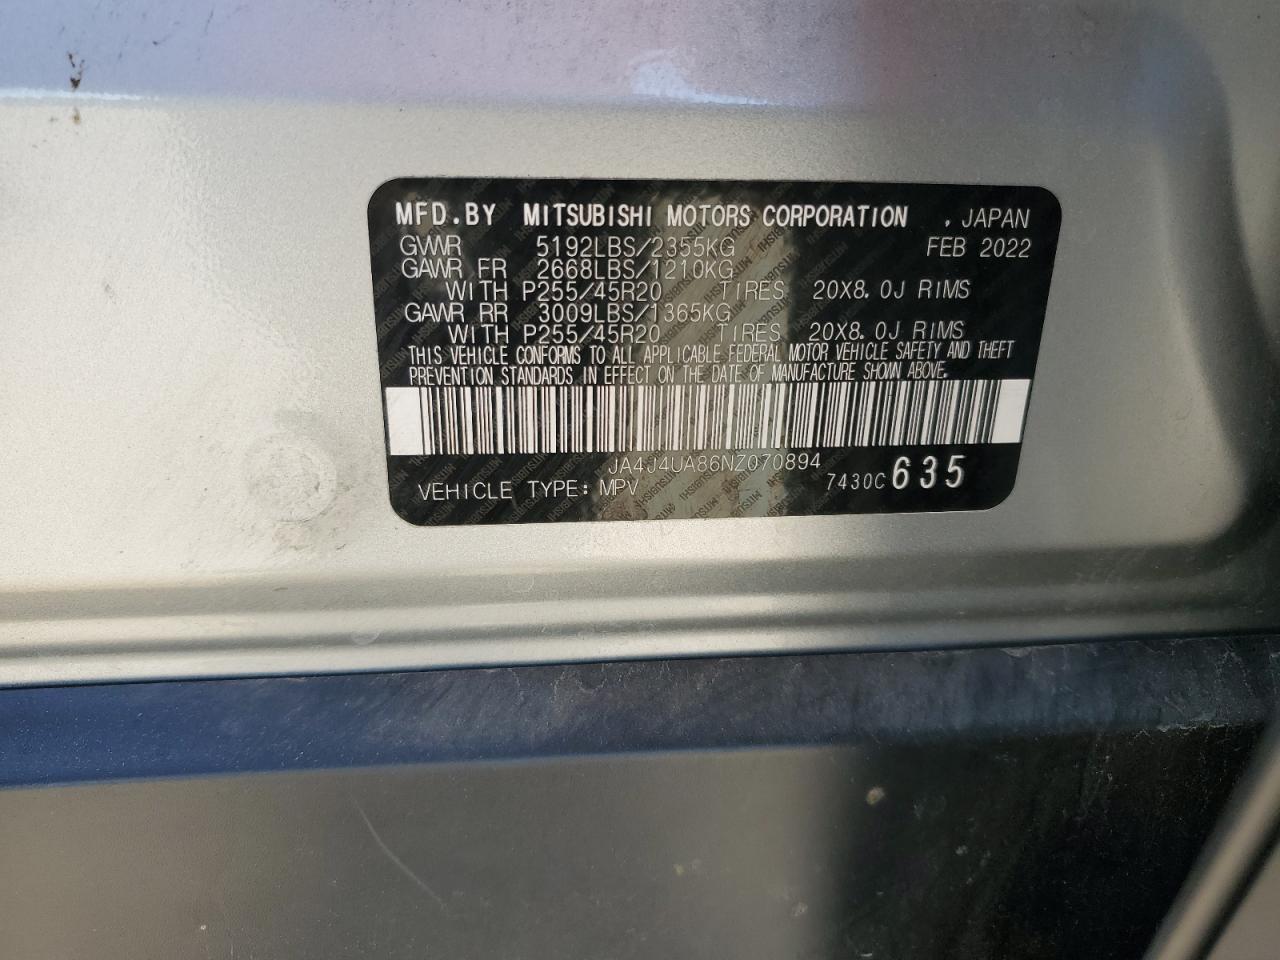 MFD.BY MITSUBISHI MOTORS CORPORATION . JAPAN
GVWR 5192LBS/2355KG FEB 2022
GAWR FR 2668LBS/1210KG
WITH P255/45R20 TIRES 20X8.0J RIMS
GAWR RR 3009LBS/1365KG
WITH P255/45R20 TIRES 20X8.0J RIMS
THIS VEHICLE CONFORMS TO ALL APPLICABLE FEDERAL MOTOR VEHICLE SAFETY AND THEFT
PREVENTION STANDARDS IN EFFECT ON THE DATE OF MANUFACTURE SHOWN ABOVE.
JA4J4UA86NZ070894
VEHICLE TYPE: MPV 7430C 635